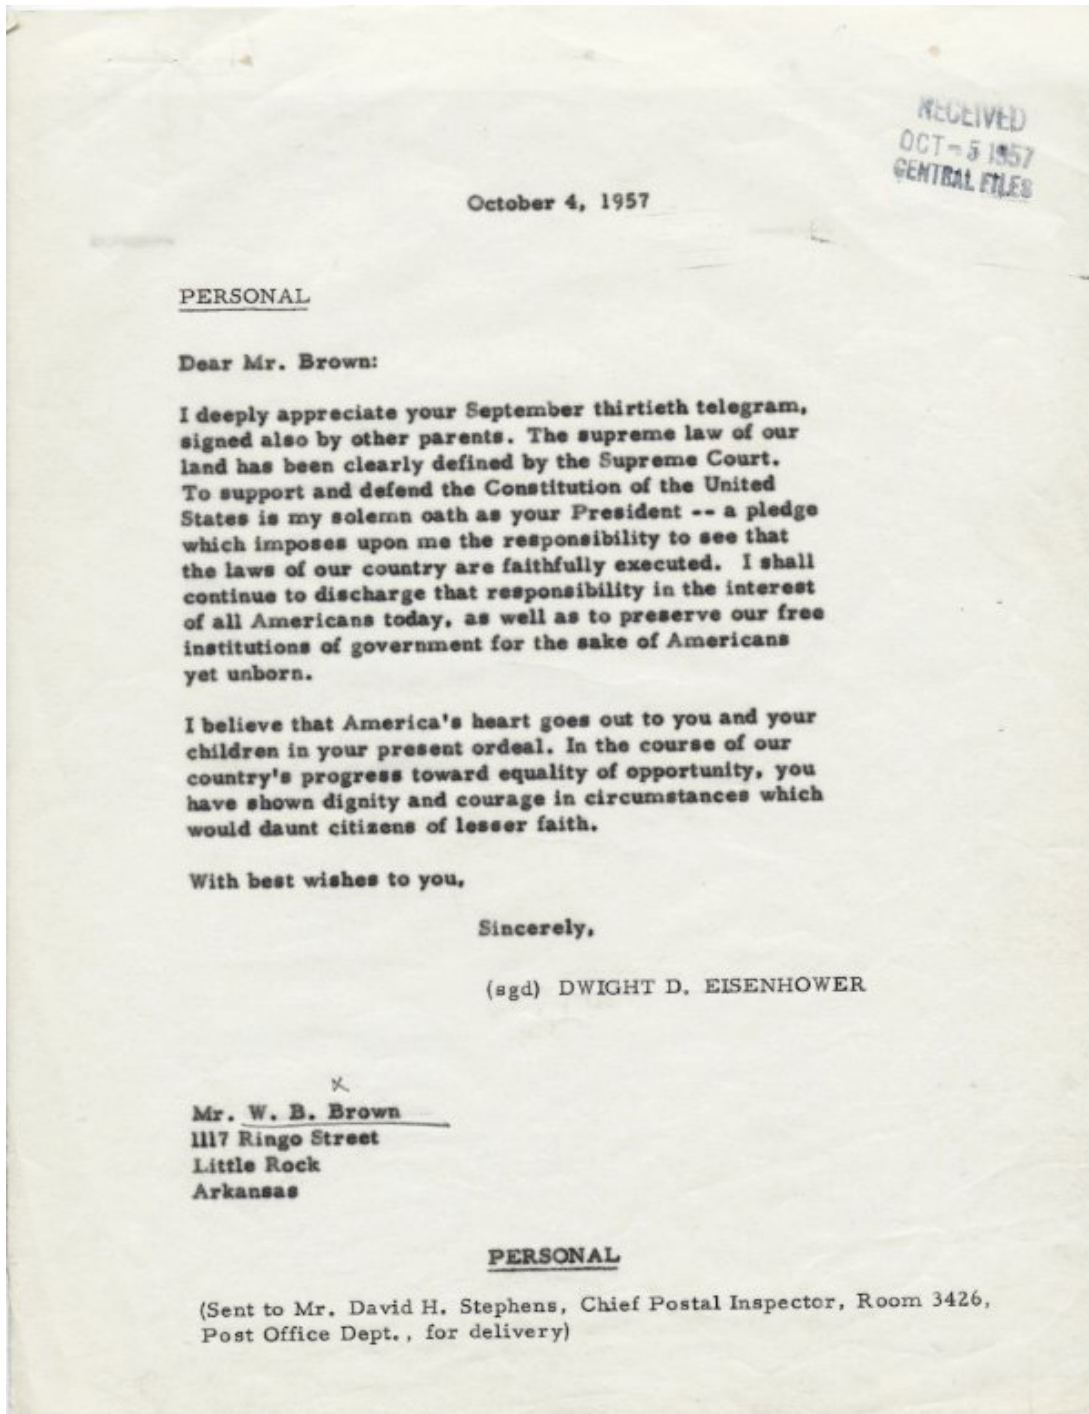 RECEIVED
OCT-5 1957
CENTRAL FILES
October 4, 1957
PERSONAL
Dear Mr. Brown:
I deeply appreciate your September thirtieth telegram,
signed also by other parents. The supreme law of our
land has been clearly defined by the Supreme Court.
To support and defend the Constitution of the United
States is my solemn oath as your President -- a pledge
which imposes upon me the responsibility to see that
the laws of our country are faithfully executed. I shall
continue to discharge that responsibility in the interest
of all Americans today, as well as to preserve our free
institutions of government for the sake of Americans
yet unborn.
I believe that America's heart goes out to you and your
children in your present ordeal. In the course of our
country's progress toward equality of opportunity, you
have shown dignity and courage in circumstances which
would daunt citizens of lesser faith.
With best wishes to you,
Sincerely,
(sgd) DWIGHT D. EISENHOWER
x
Mr. W. B. Brown
1117 Ringo Street
Little Rock
Arkansas
PERSONAL
(Sent to Mr. David H. Stephens, Chief Postal Inspector, Room 3426,
Post Office Dept., for delivery)